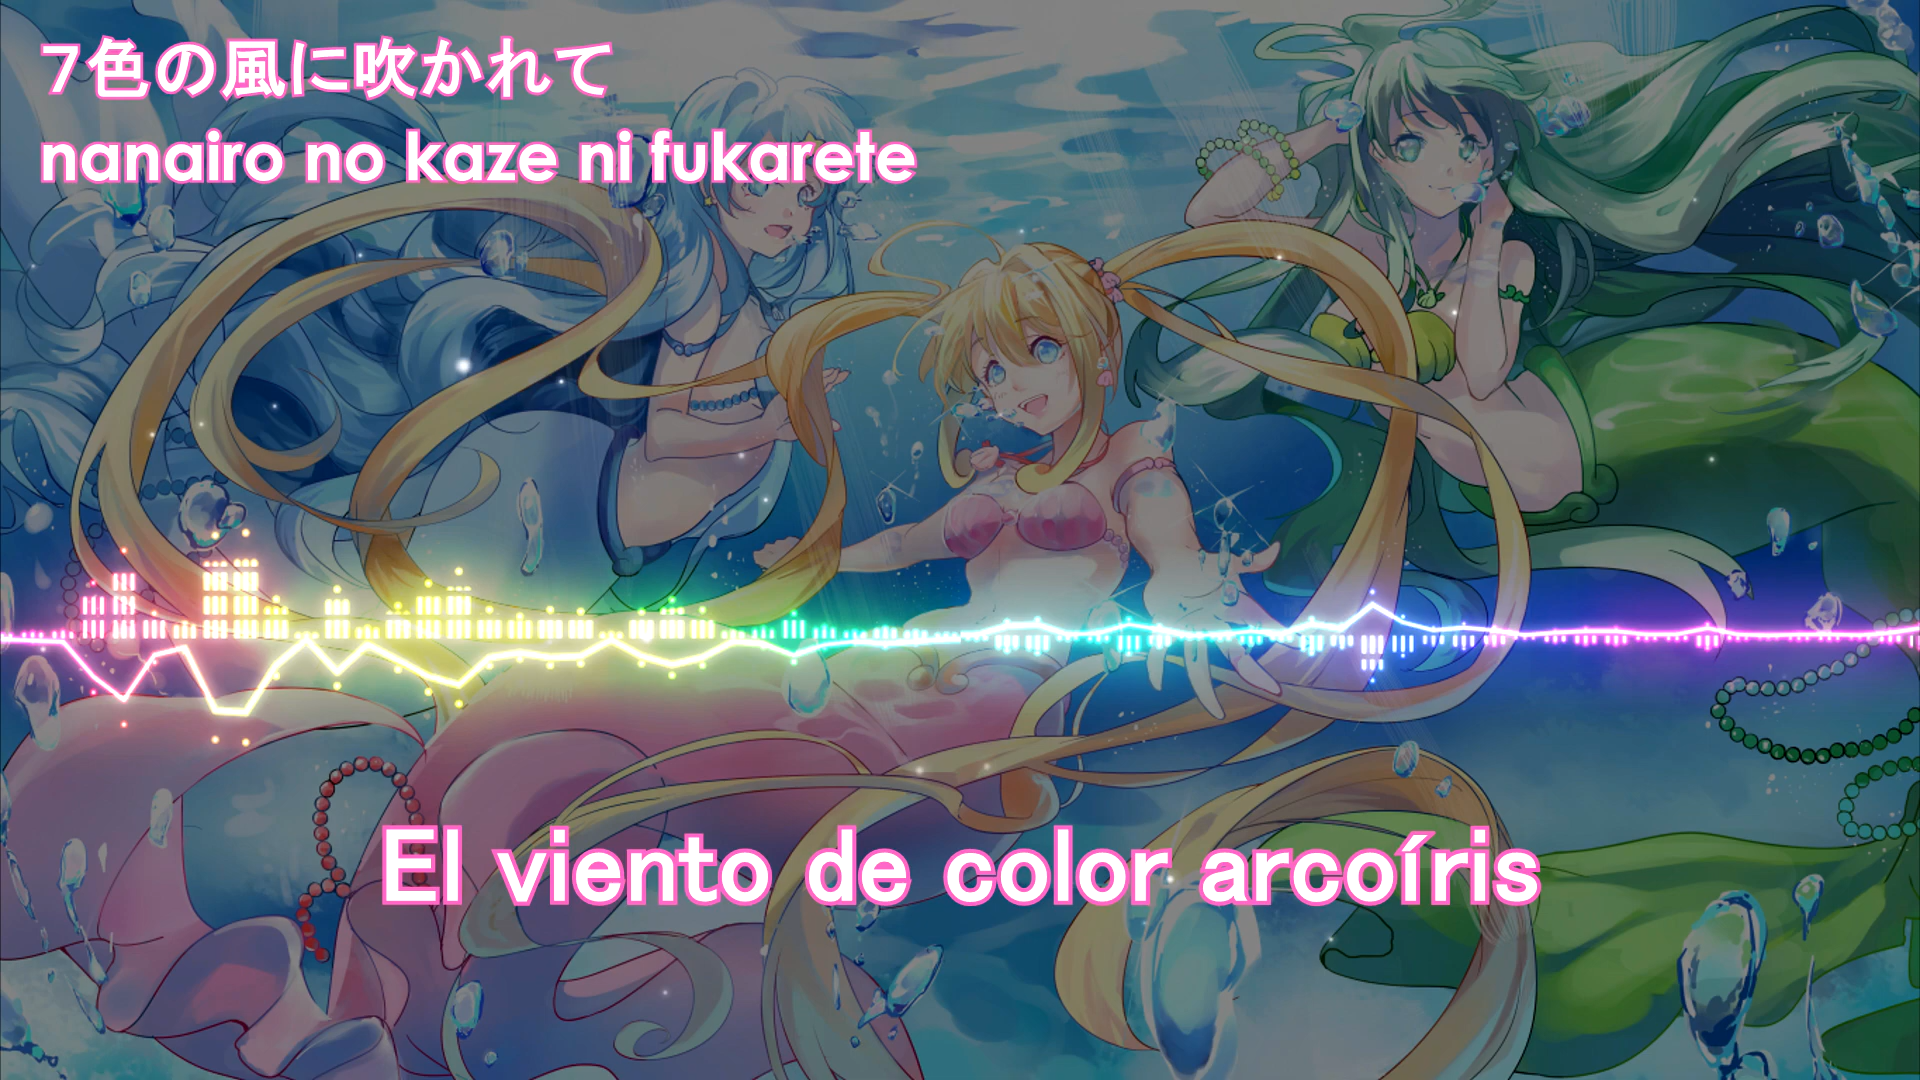 7色の風に吹かれて
nanairo no kaze ni fukarete
El viento de color arcoíris